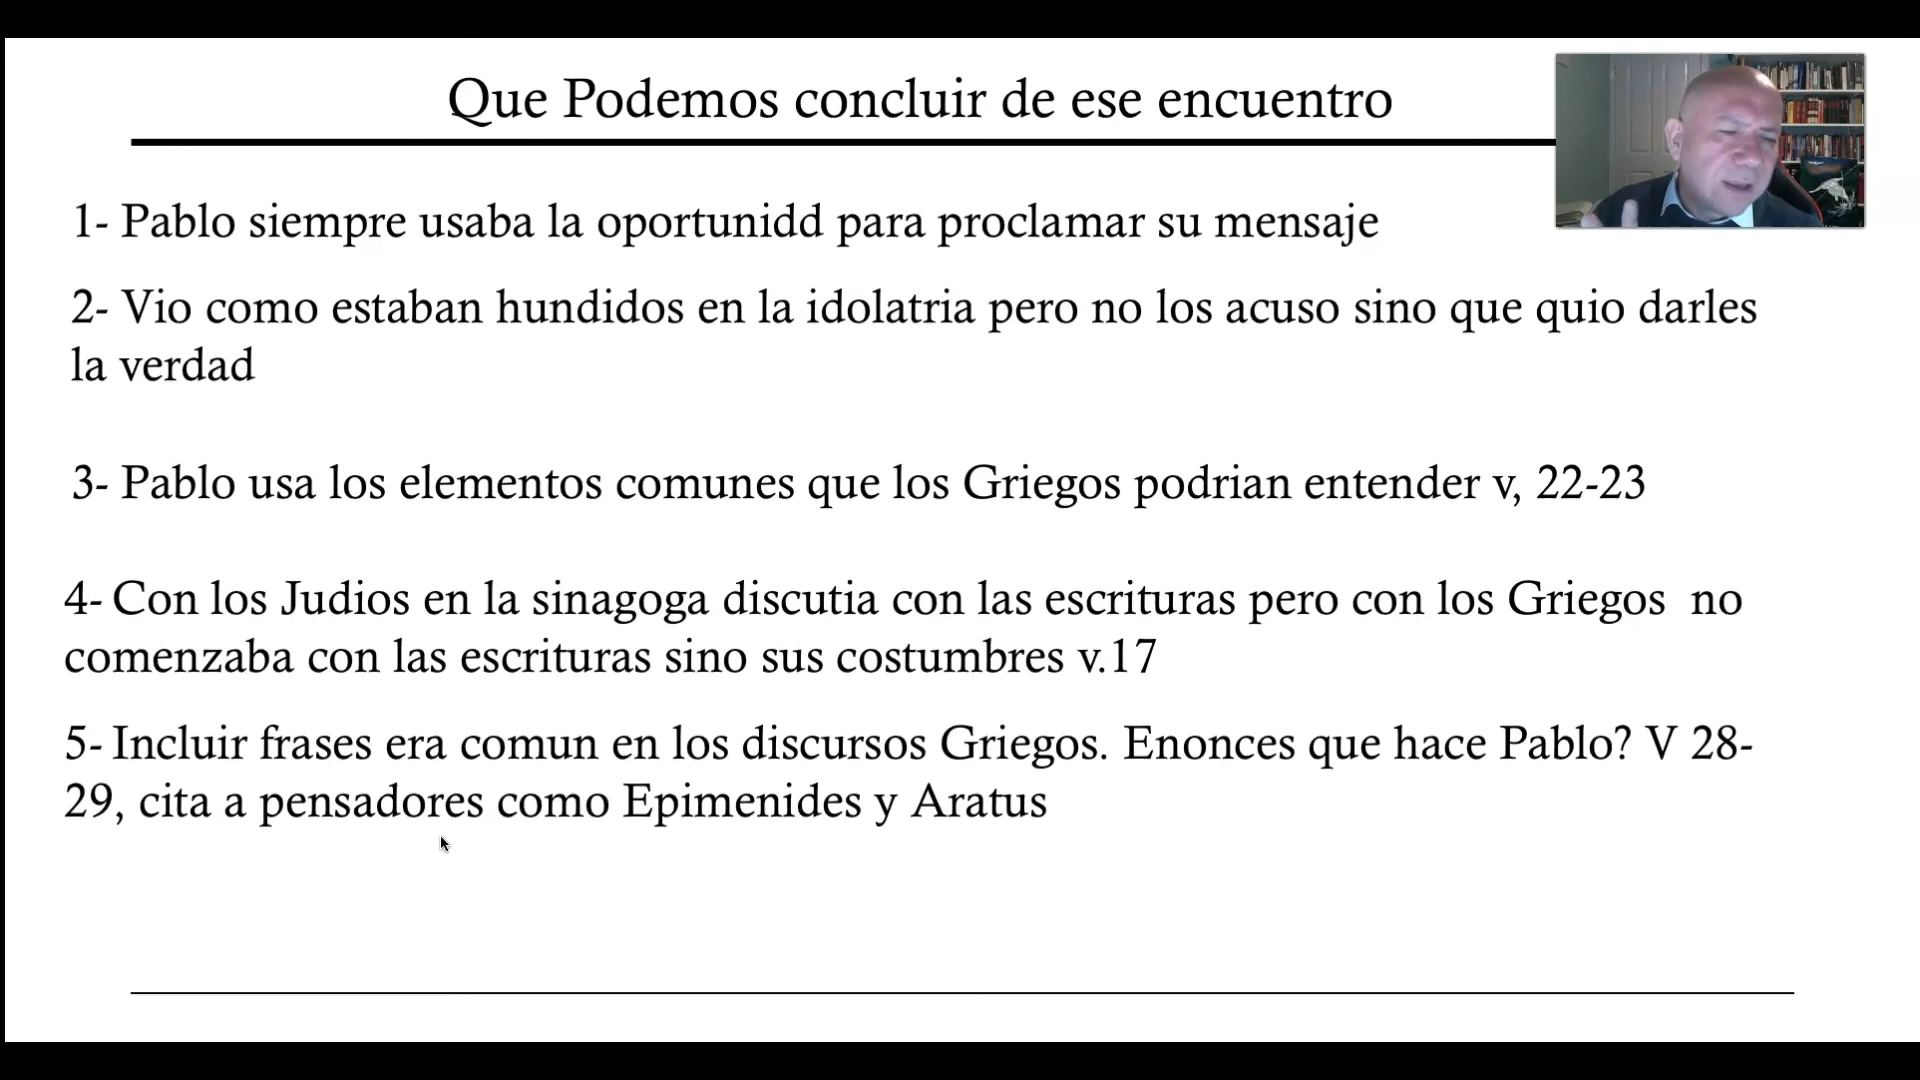 Que Podemos concluir de ese encuentro
1- Pablo siempre usaba la oportunidd para proclamar su mensaje
2- Vio como estaban hundidos en la idolatria pero no los acuso sino que quio darles
la verdad
3- Pablo usa los elementos comunes que los Griegos podrian entender v, 22-23
4- Con los Judios en la sinagoga discutia con las escrituras pero con los Griegos  no
comenzaba con las escrituras sino sus costumbres v.17
5- Incluir frases era comun en los discursos Griegos. Enonces que hace Pablo? V 28-
29, cita a pensadores como Epimenides y Aratus